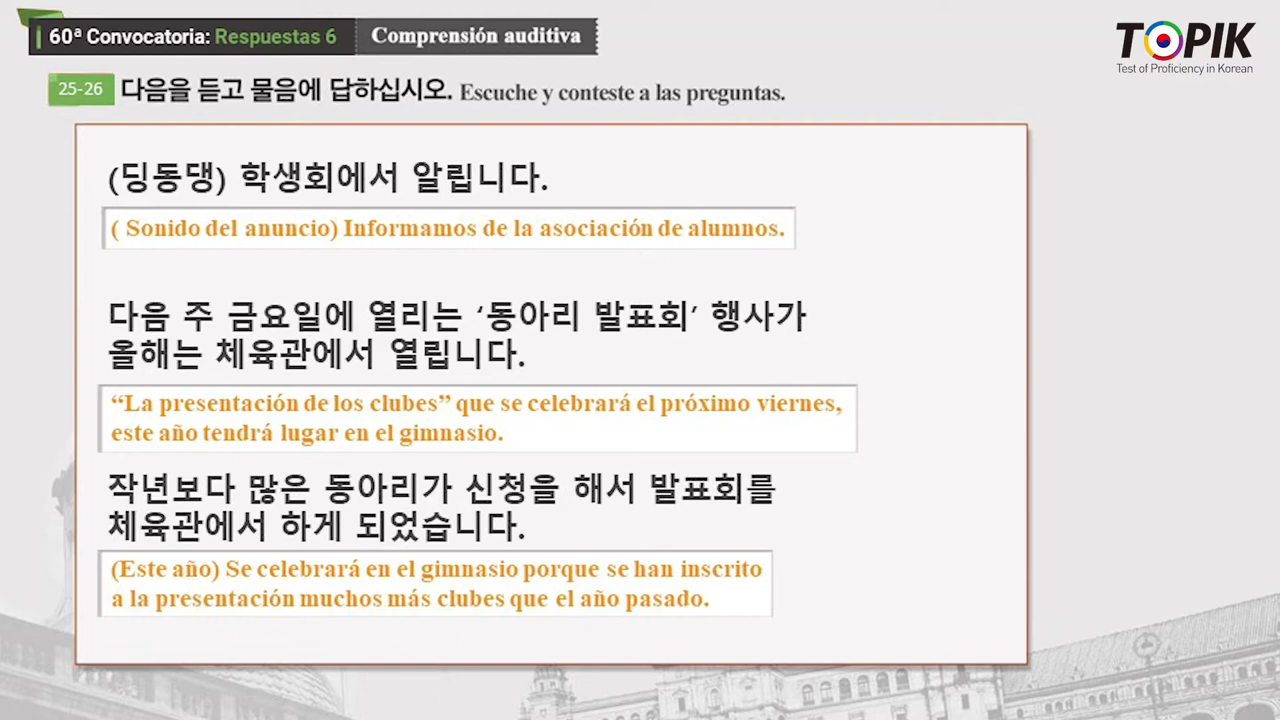 60ª Convocatoria: Respuestas 6 Comprensión auditiva
TOPIK
Test of Proficiency in Korean
25-26 다음을 듣고 물음에 답하십시오. Escuche y conteste a las preguntas.
(딩동댕) 학생회에서 알립니다.
( Sonido del anuncio) Informamos de la asociación de alumnos.
다음 주 금요일에 열리는 ‘동아리 발표회’ 행사가
올해는 체육관에서 열립니다.
“La presentación de los clubes” que se celebrará el próximo viernes,
este año tendrá lugar en el gimnasio.
작년보다 많은 동아리가 신청을 해서 발표회를
체육관에서 하게 되었습니다.
(Este año) Se celebrará en el gimnasio porque se han inscrito
a la presentación muchos más clubes que el año pasado.